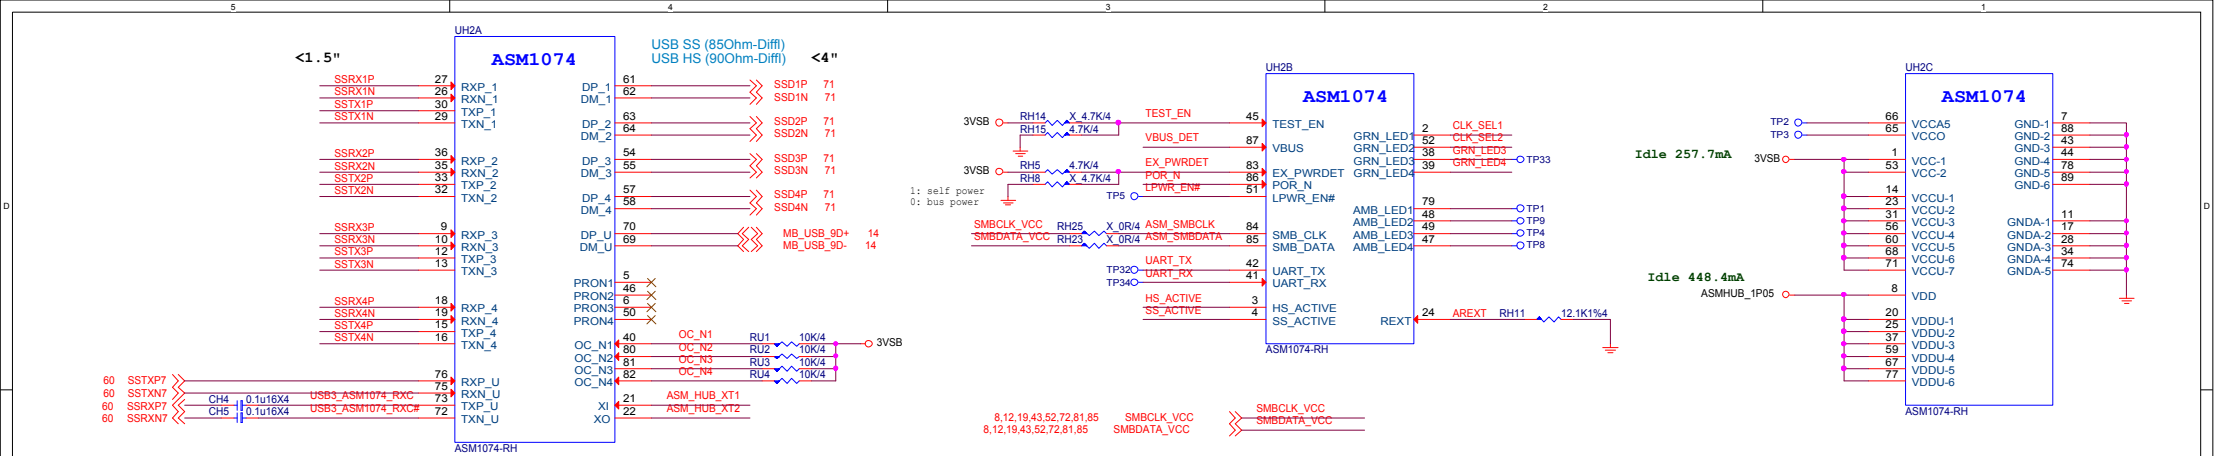 5 4 3 2 1
D D
UH2A
ASM1074
<1.5"
USB SS (85Ohm-Diffl)
USB HS (90Ohm-Diffl)
<4"
SSRX1P 27 RXP_1
SSRX1N 26 RXN_1
SSTX1P 30 TXP_1
SSTX1N 29 TXN_1
SSRX2P 36 RXP_2
SSRX2N 35 RXN_2
SSTX2P 33 TXP_2
SSTX2N 32 TXN_2
SSRX3P 9 RXP_3
SSRX3N 10 RXN_3
SSTX3P 12 TXP_3
SSTX3N 13 TXN_3
SSRX4P 18 RXP_4
SSRX4N 19 RXN_4
SSTX4P 15 TXP_4
SSTX4N 16 TXN_4
60 SSTXP7 76 RXP_U
60 SSTXN7 75 RXN_U
60 SSRXP7 CH4 0.1u16X4 USB3_ASM1074_RXC 73 TXP_U
60 SSRXN7 CH5 0.1u16X4 USB3_ASM1074_RXC# 72 TXN_U
DP_1 61 SSD1P 71
DM_1 62 SSD1N 71
DP_2 63 SSD2P 71
DM_2 64 SSD2N 71
DP_3 54 SSD3P 71
DM_3 55 SSD3N 71
DP_4 57 SSD4P 71
DM_4 58 SSD4N 71
DP_U 70 MB_USB_9D+ 14
DM_U 69 MB_USB_9D- 14
PRON1 5
PRON2 46
PRON3 6
PRON4 50
OC_N1 40 OC_N1 RU1 10K/4 3VSB
OC_N2 80 OC_N2 RU2 10K/4
OC_N3 81 OC_N3 RU3 10K/4
OC_N4 82 OC_N4 RU4 10K/4
XI 21 ASM_HUB_XT1
XO 22 ASM_HUB_XT2
ASM1074-RH
UH2B
ASM1074
3VSB RH14 X_4.7K/4 TEST_EN 45 TEST_EN
RH15 4.7K/4
VBUS_DET 87 VBUS
3VSB RH5 4.7K/4 EX_PWRDET 83 EX_PWRDET
RH8 X_4.7K/4 POR_N 86 POR_N
1: self power
0: bus power
TP5 LPWR_EN# 51 LPWR_EN#
SMBCLK_VCC RH25 X_0R/4 ASM_SMBCLK 84 SMB_CLK
SMBDATA_VCC RH23 X_0R/4 ASM_SMBDATA 85 SMB_DATA
TP32 UART_TX 42 UART_TX
TP34 UART_RX 41 UART_RX
HS_ACTIVE 3 HS_ACTIVE
SS_ACTIVE 4 SS_ACTIVE
GRN_LED1 2 CLK_SEL1
GRN_LED2 52 CLK_SEL2
GRN_LED3 38 GRN_LED3 TP33
GRN_LED4 39 GRN_LED4
AMB_LED1 79 TP1
AMB_LED2 48 TP9
AMB_LED3 49 TP4
AMB_LED4 47 TP8
REXT 24 AREXT RH11 12.1K1%4
ASM1074-RH
8,12,19,43,52,72,81,85 SMBCLK_VCC SMBCLK_VCC
8,12,19,43,52,72,81,85 SMBDATA_VCC SMBDATA_VCC
UH2C
ASM1074
TP2 66 VCCA5
TP3 65 VCCO
Idle 257.7mA
3VSB 1 VCC-1
53 VCC-2
14 VCCU-1
23 VCCU-2
31 VCCU-3
56 VCCU-4
60 VCCU-5
68 VCCU-6
71 VCCU-7
Idle 448.4mA
ASMHUB_1P05 8 VDD
20 VDDU-1
25 VDDU-2
37 VDDU-3
59 VDDU-4
67 VDDU-5
77 VDDU-6
GND-1 7
GND-2 88
GND-3 43
GND-4 44
GND-5 78
GND-6 89
GNDA-1 11
GNDA-2 17
GNDA-3 28
GNDA-4 34
GNDA-5 74
ASM1074-RH